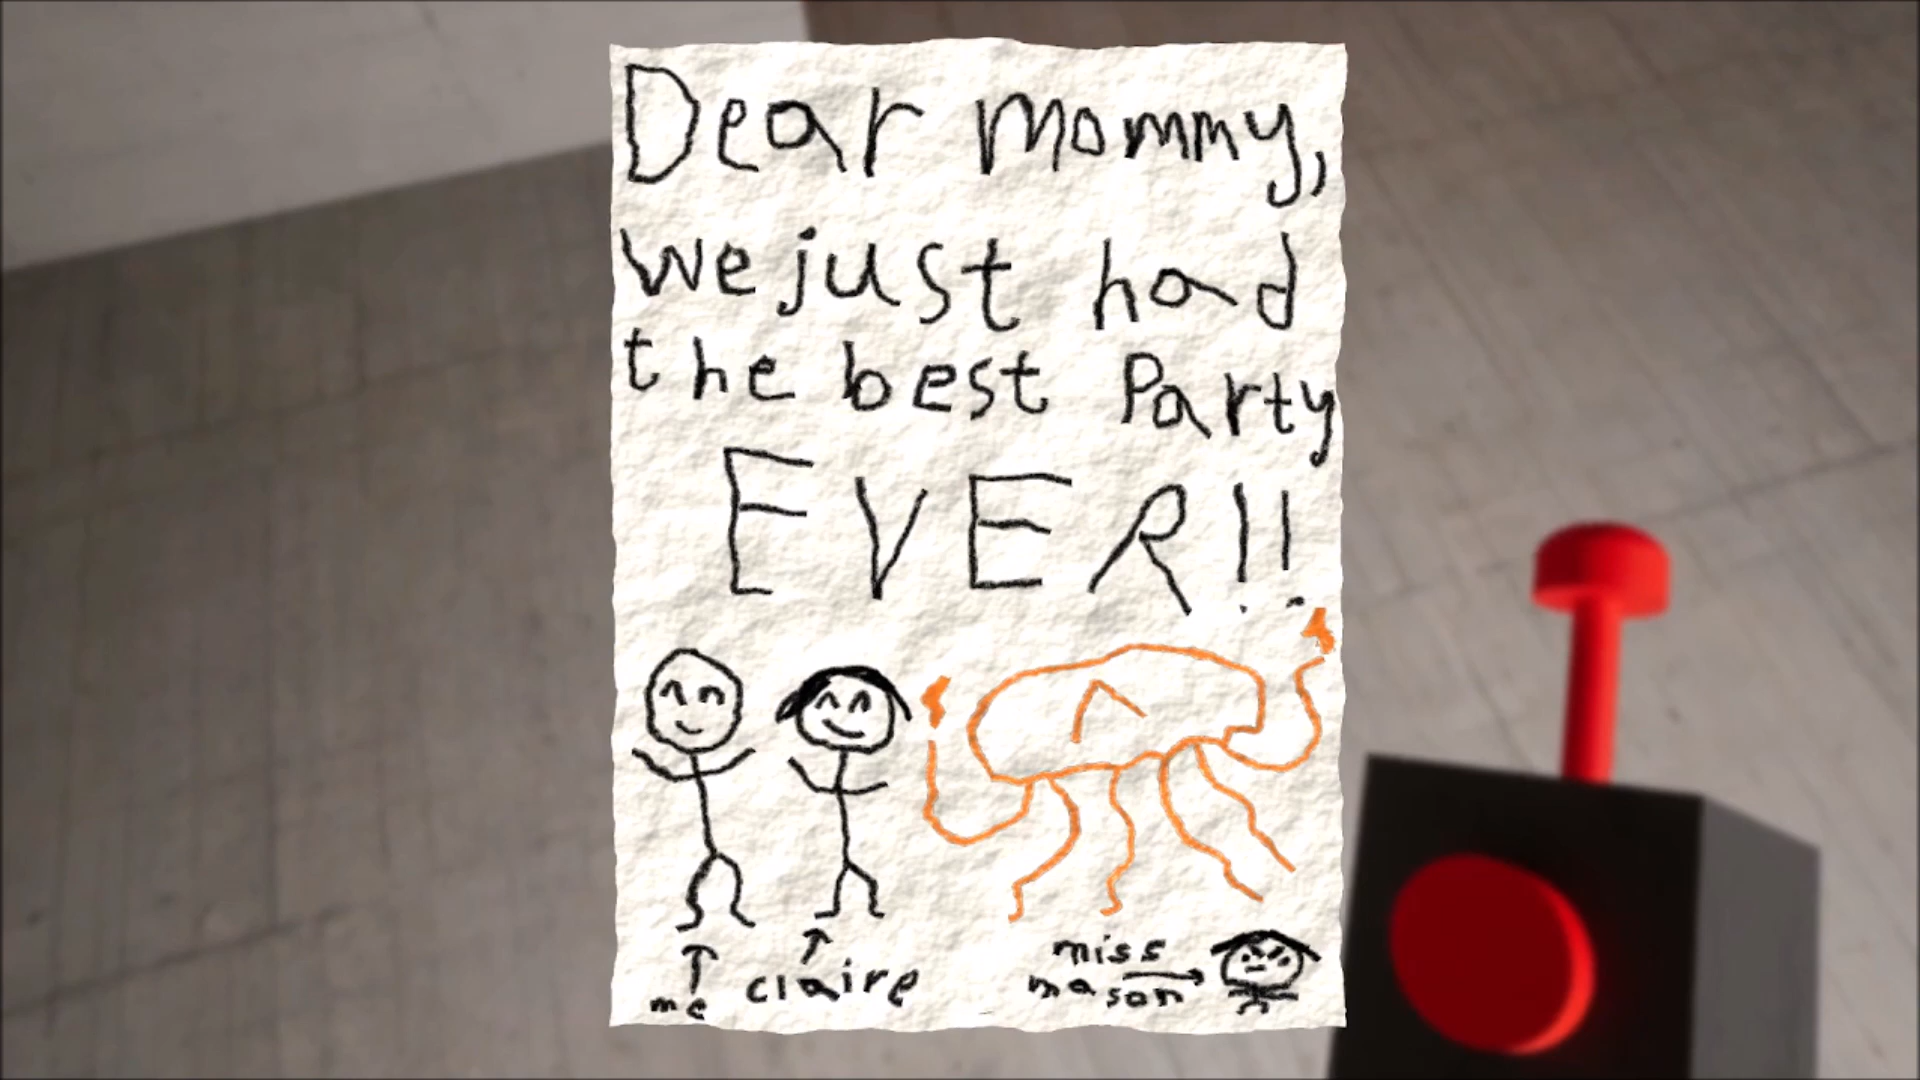 Dear mommy,
we just had
the best Party
EVER!!
me
claire
miss
mason